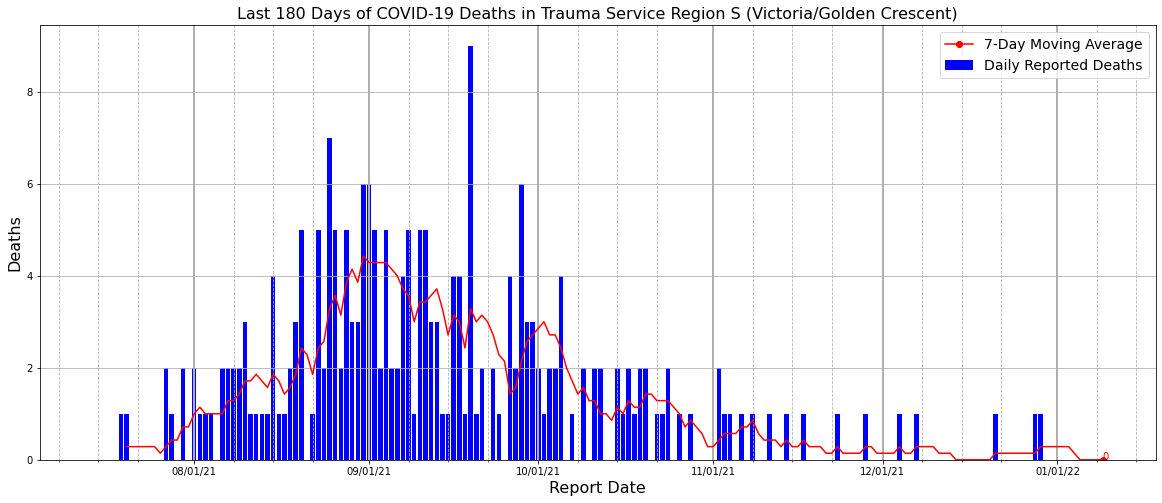 Last 180 Days of COVID-19 Deaths in Trauma Service Region S (Victoria/Golden Crescent)
7-Day Moving Average
Daily Reported Deaths
Deaths
8
6
4
2
0
0
08/01/21
09/01/21
10/01/21
11/01/21
12/01/21
01/01/22
Report Date